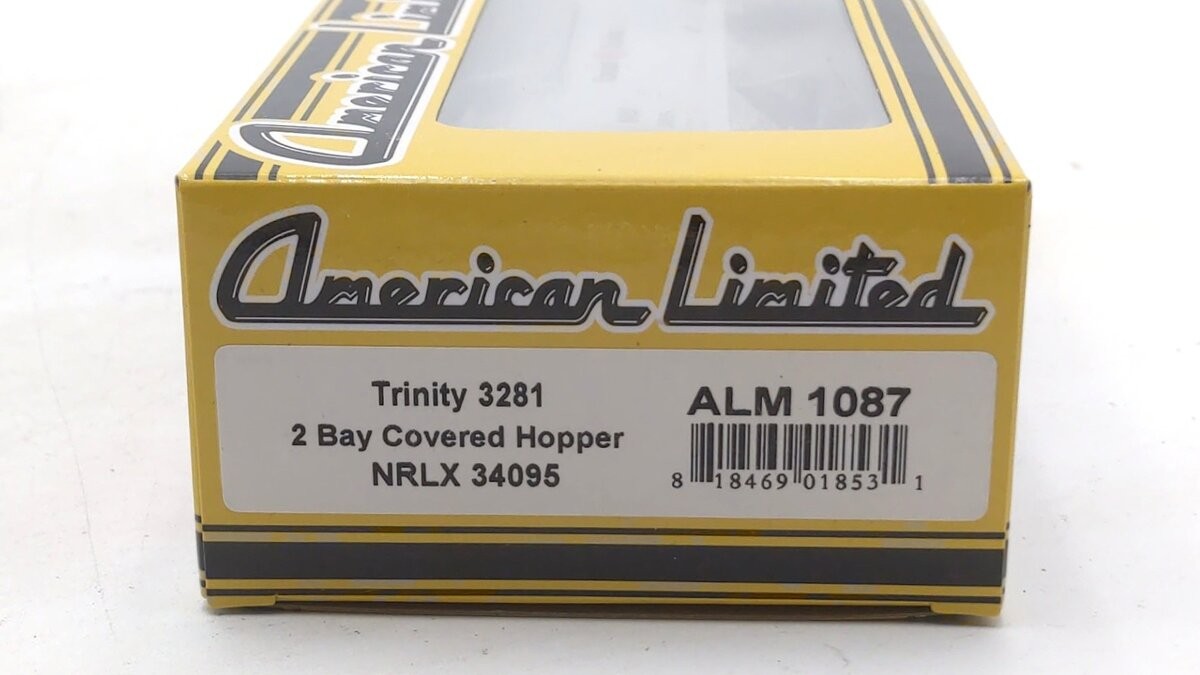 American Limited
American Limited
Trinity 3281
2 Bay Covered Hopper
NRLX 34095
ALM 1087
8 18469 01853 1